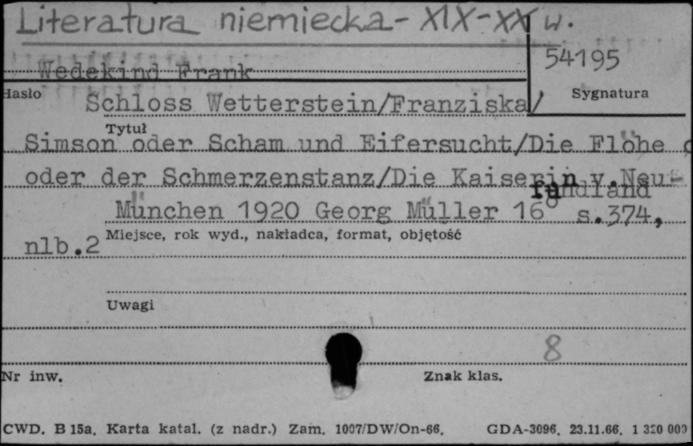 Literatura niemiecka - XIX-XX w.
54195
Wedekind Frank
Hasło
Sygnatura
Schloss Wetterstein/Franziska/
Tytuł
Simson oder Scham und Eifersucht/Die Flöhe
oder der Schmerzenstanz/Die Kaiserin v.Neu-
fundland
München 1920 Georg Müller 16° s.374,
Miejsce, rok wyd., nakładca, format, objętość
nlb.2
Uwagi
8
Nr inw.
Znak klas.
CWD. B 15a. Karta katal. (z nadr.) Zam. 1007/DW/On-66. GDA-3096. 23.11.66. 1 320 000